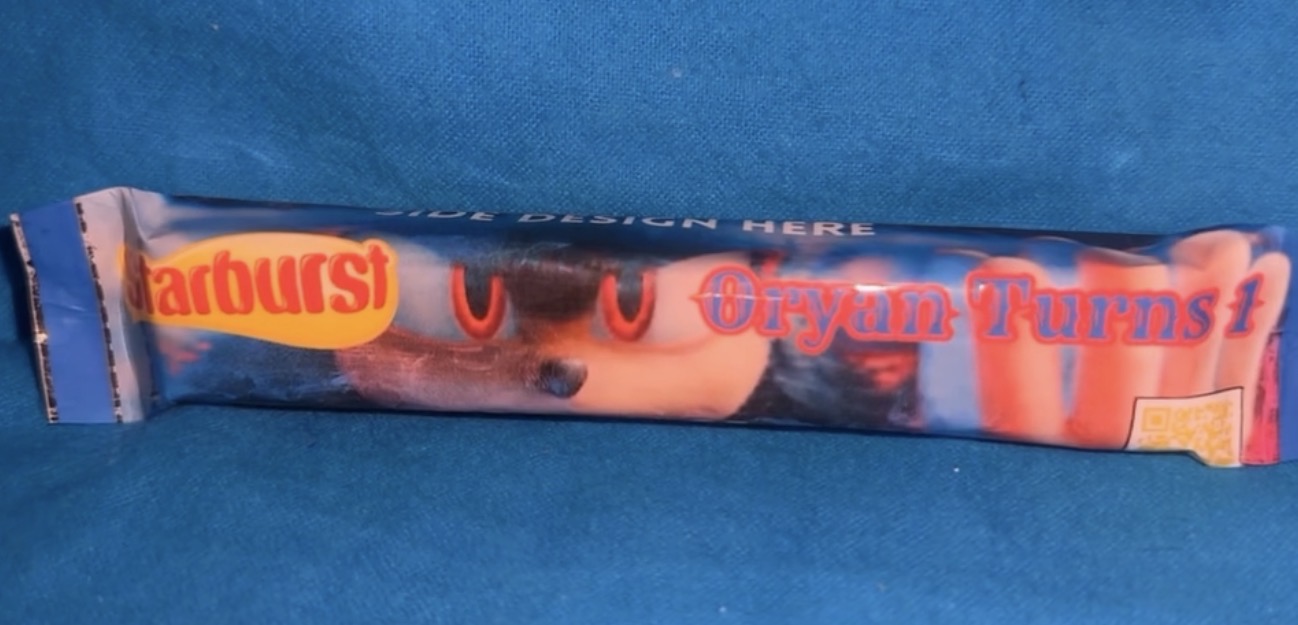 SIDE DESIGN HERE
Starburst
Oryan Turns 1